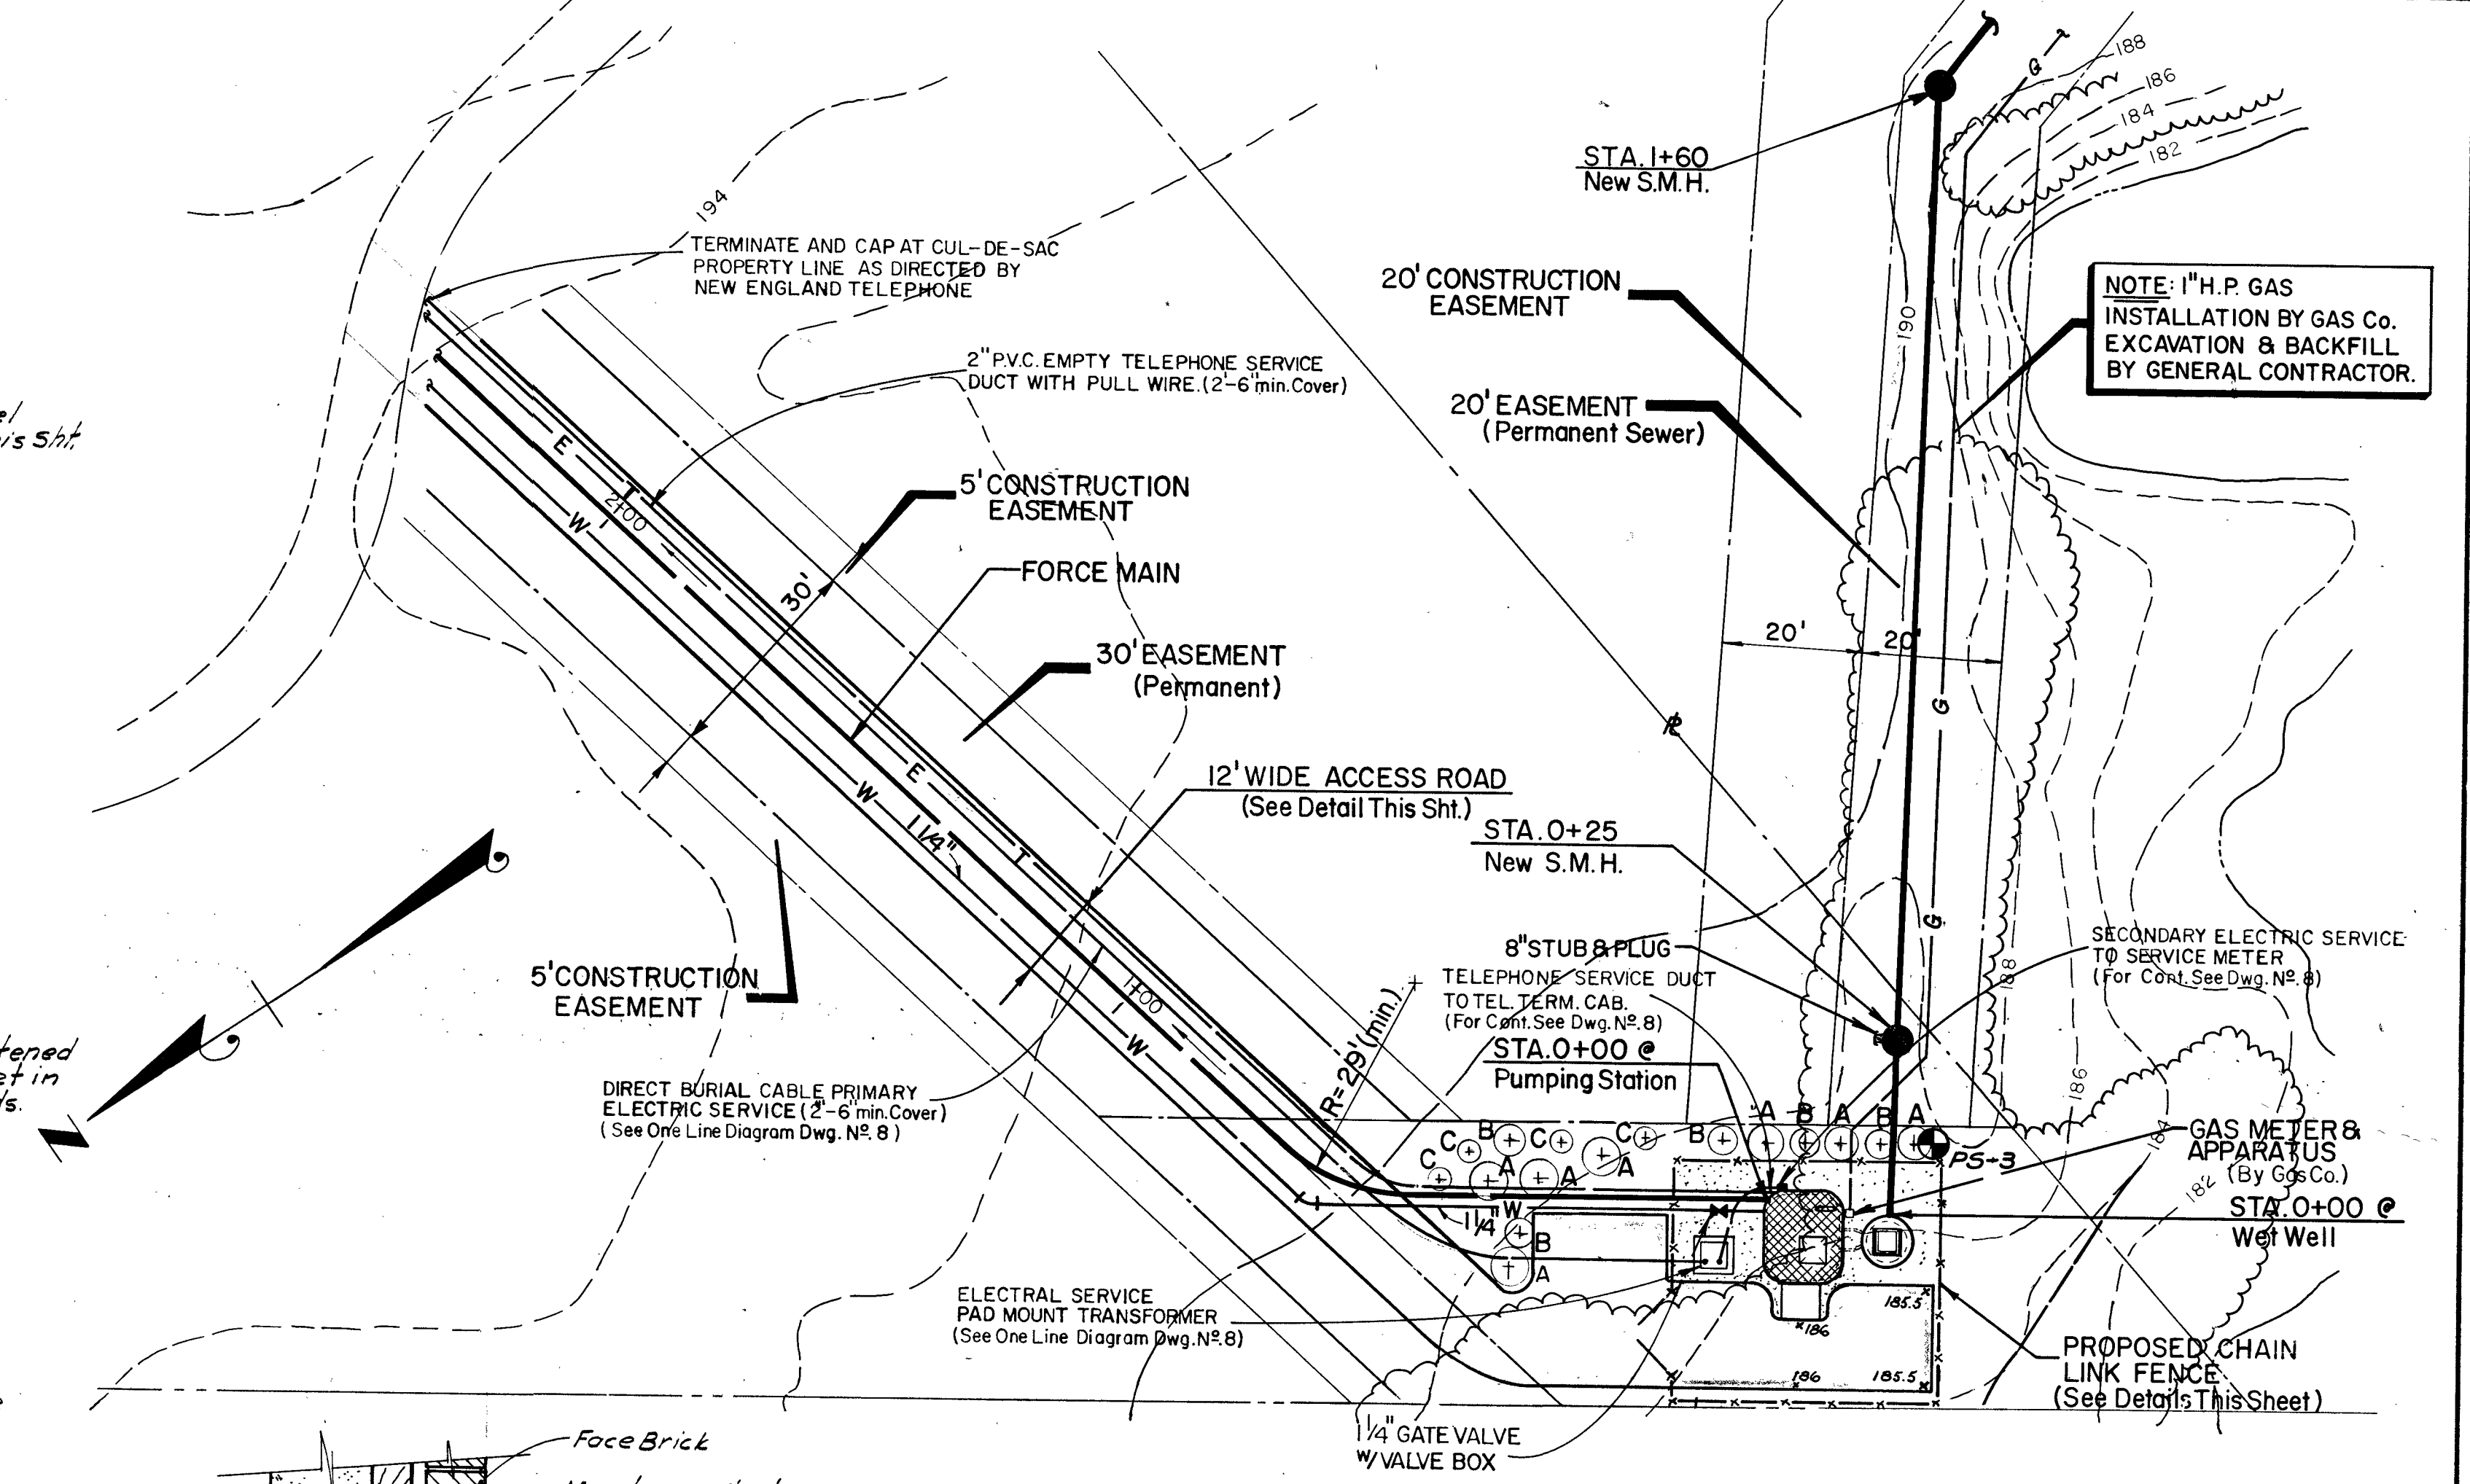 188
186
184
182
G
STA. 1+60
New S.M.H.
194
TERMINATE AND CAP AT CUL-DE-SAC
PROPERTY LINE AS DIRECTED BY
NEW ENGLAND TELEPHONE
20' CONSTRUCTION
EASEMENT
190
NOTE: 1" H.P. GAS
INSTALLATION BY GAS Co.
EXCAVATION & BACKFILL
BY GENERAL CONTRACTOR.
2" P.V.C. EMPTY TELEPHONE SERVICE
DUCT WITH PULL WIRE. (2'-6" min. Cover)
20' EASEMENT
(Permanent Sewer)
is Sht.
E
T
2+00
W
5' CONSTRUCTION
EASEMENT
FORCE MAIN
30'
30' EASEMENT
(Permanent)
20'
20'
G
E
W
1 1/4"
T
12' WIDE ACCESS ROAD
(See Detail This Sht.)
STA. 0+25
New S.M.H.
G
8" STUB & PLUG
SECONDARY ELECTRIC SERVICE
TO SERVICE METER
(For Cont. See Dwg. Nº. 8)
188
5' CONSTRUCTION
EASEMENT
1+00
W
TELEPHONE SERVICE DUCT
TO TEL. TERM. CAB.
(For Cont. See Dwg. Nº. 8)
R=29' (min.)
STA. 0+00 @
Pumping Station
186
184
182
N
DIRECT BURIAL CABLE PRIMARY
ELECTRIC SERVICE (2'-6" min. Cover)
(See One Line Diagram Dwg. Nº. 8)
A B A B A
C C B C C B
A A A
PS-3
GAS METER &
APPARATUS
(By Gas Co.)
STA. 0+00 @
Wet Well
1 1/4" W
B
A
ELECTRAL SERVICE
PAD MOUNT TRANSFORMER
(See One Line Diagram Dwg. Nº. 8)
185.5
186
186
185.5
PROPOSED CHAIN
LINK FENCE
(See Details This Sheet)
1 1/4" GATE VALVE
W/ VALVE BOX
Face Brick